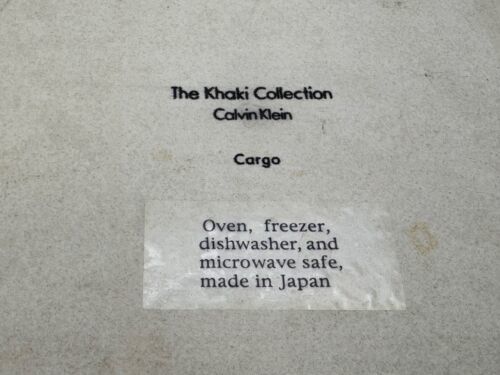 The Khaki Collection
Calvin Klein
Cargo
Oven, freezer,
dishwasher, and
microwave safe,
made in Japan